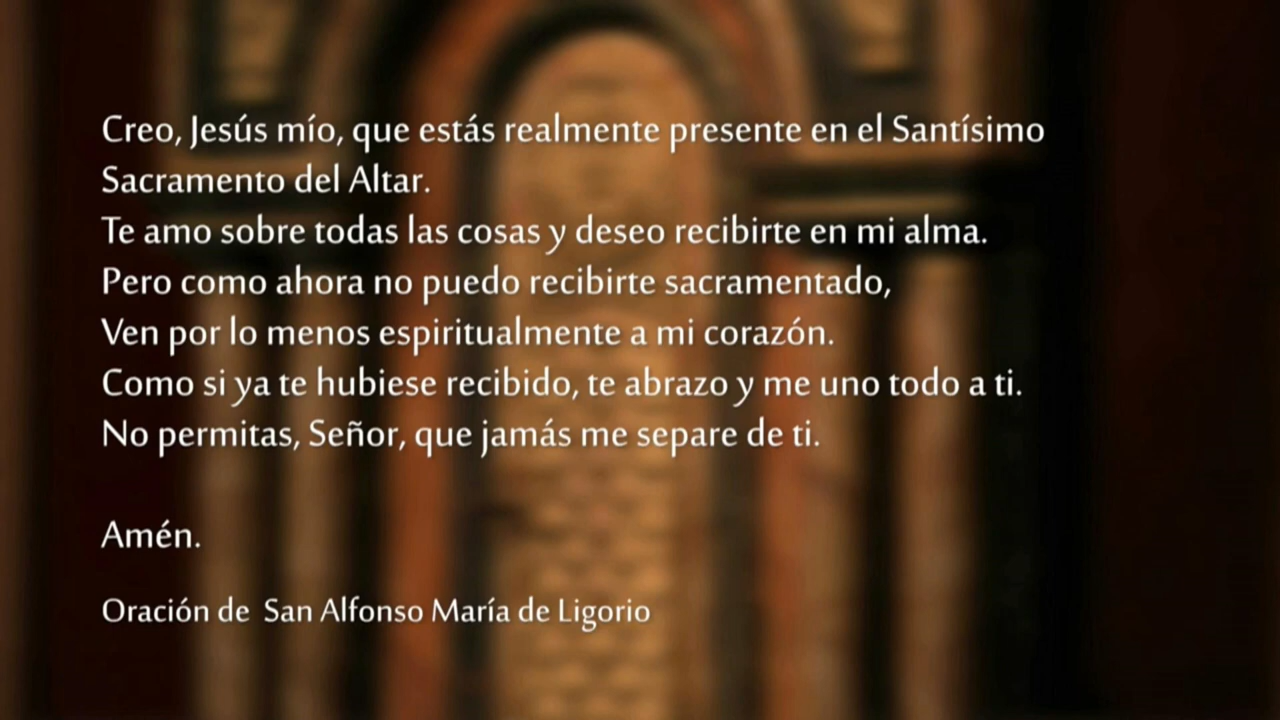 Creo, Jesús mío, que estás realmente presente en el Santísimo
Sacramento del Altar.
Te amo sobre todas las cosas y deseo recibirte en mi alma.
Pero como ahora no puedo recibirte sacramentado,
Ven por lo menos espiritualmente a mi corazón.
Como si ya te hubiese recibido, te abrazo y me uno todo a ti.
No permitas, Señor, que jamás me separe de ti.
Amén.
Oración de San Alfonso María de Ligorio